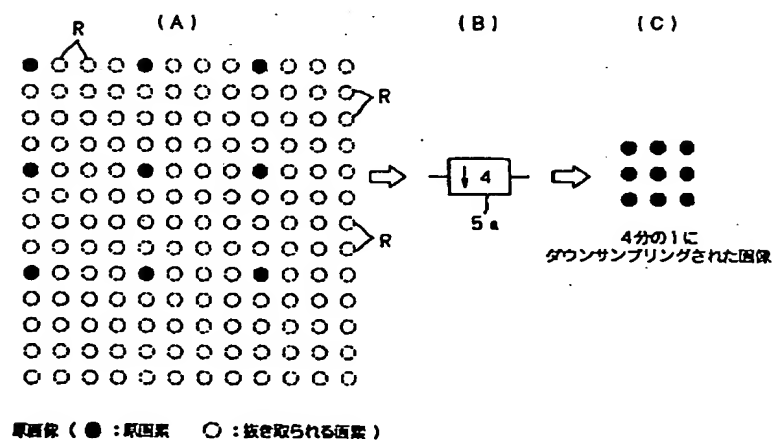 (A)
(B)
(C)
R
R
R
↓ 4
5a
4分の1に
ダウンサンプリングされた画像
原画像 ( ● : 原画素 ○ : 抜き取られる画素 )